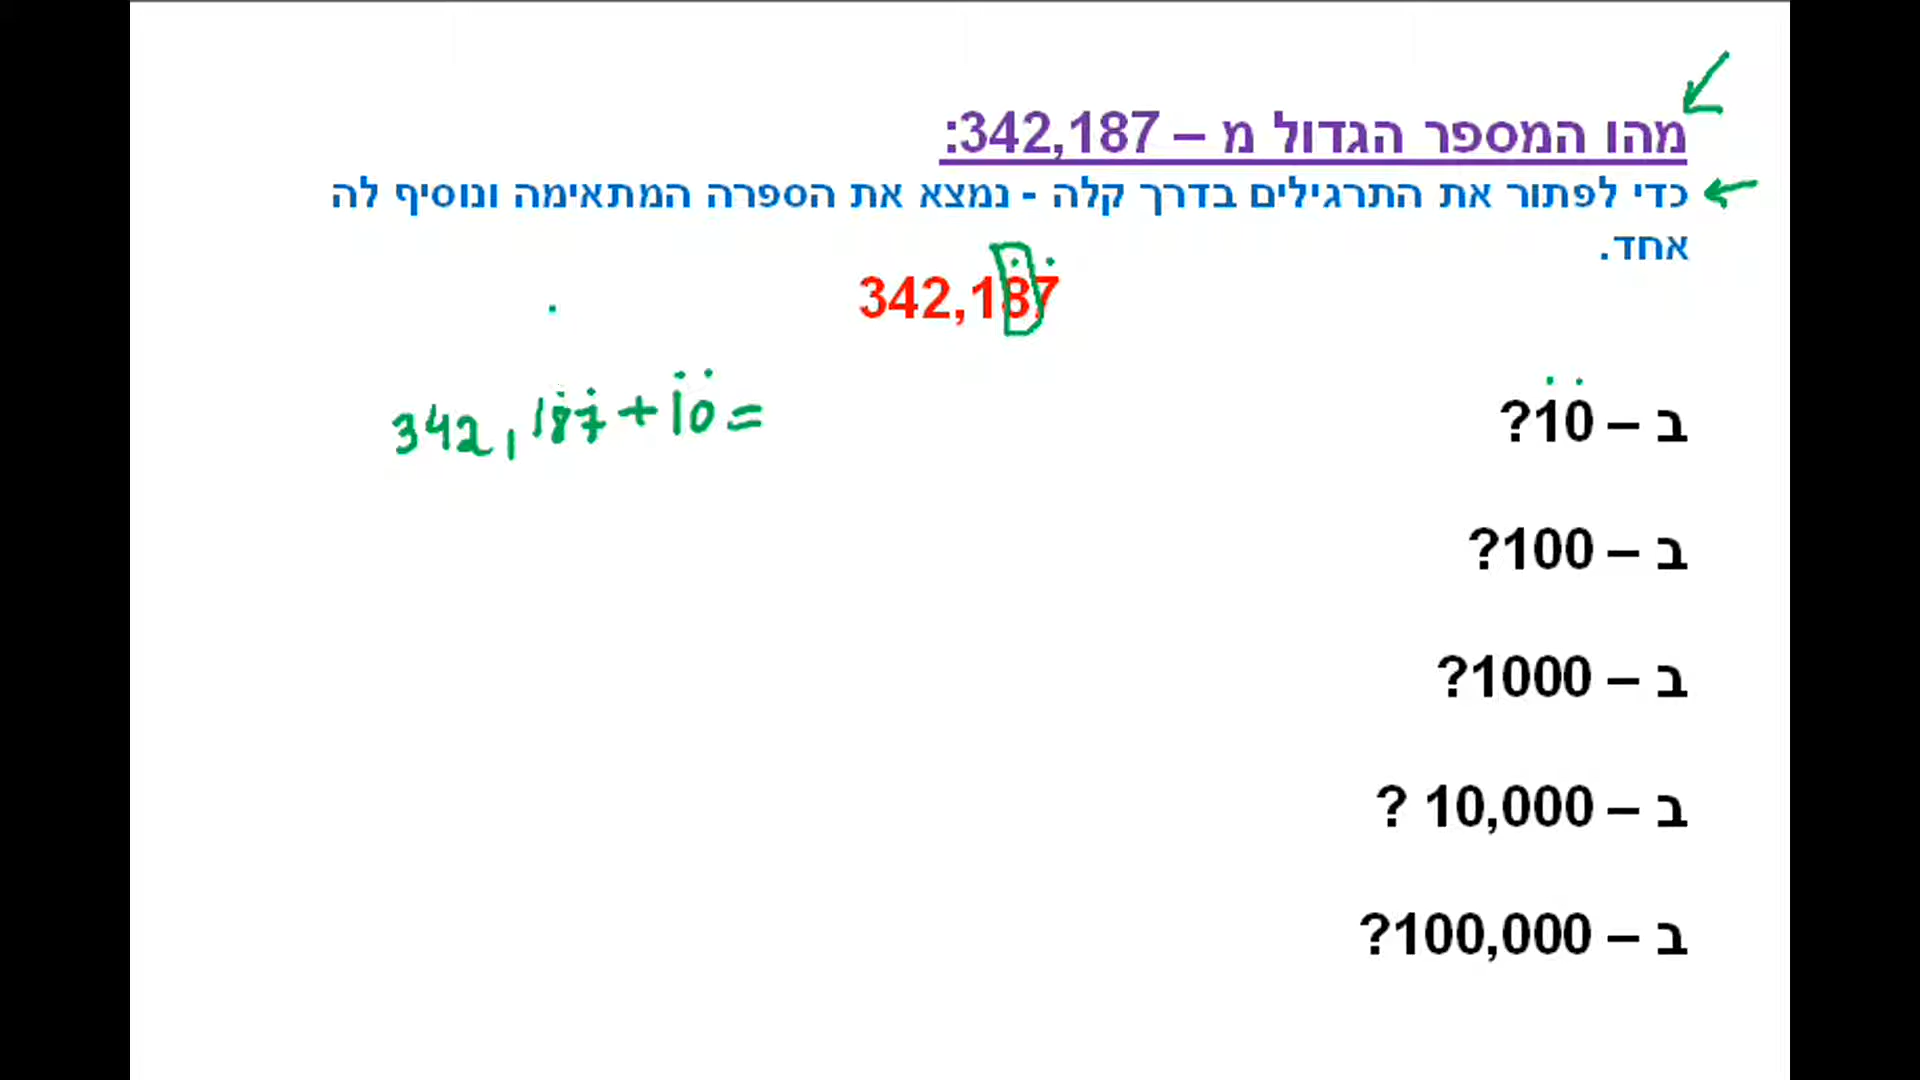 מהו המספר הגדול מ – 342,187:
כדי לפתור את התרגילים בדרך קלה - נמצא את הספרה המתאימה ונוסיף לה
אחד.
342,187
ב – 10?
342,187+10=
ב – 100?
ב – 1000?
ב – 10,000 ?
ב – 100,000?